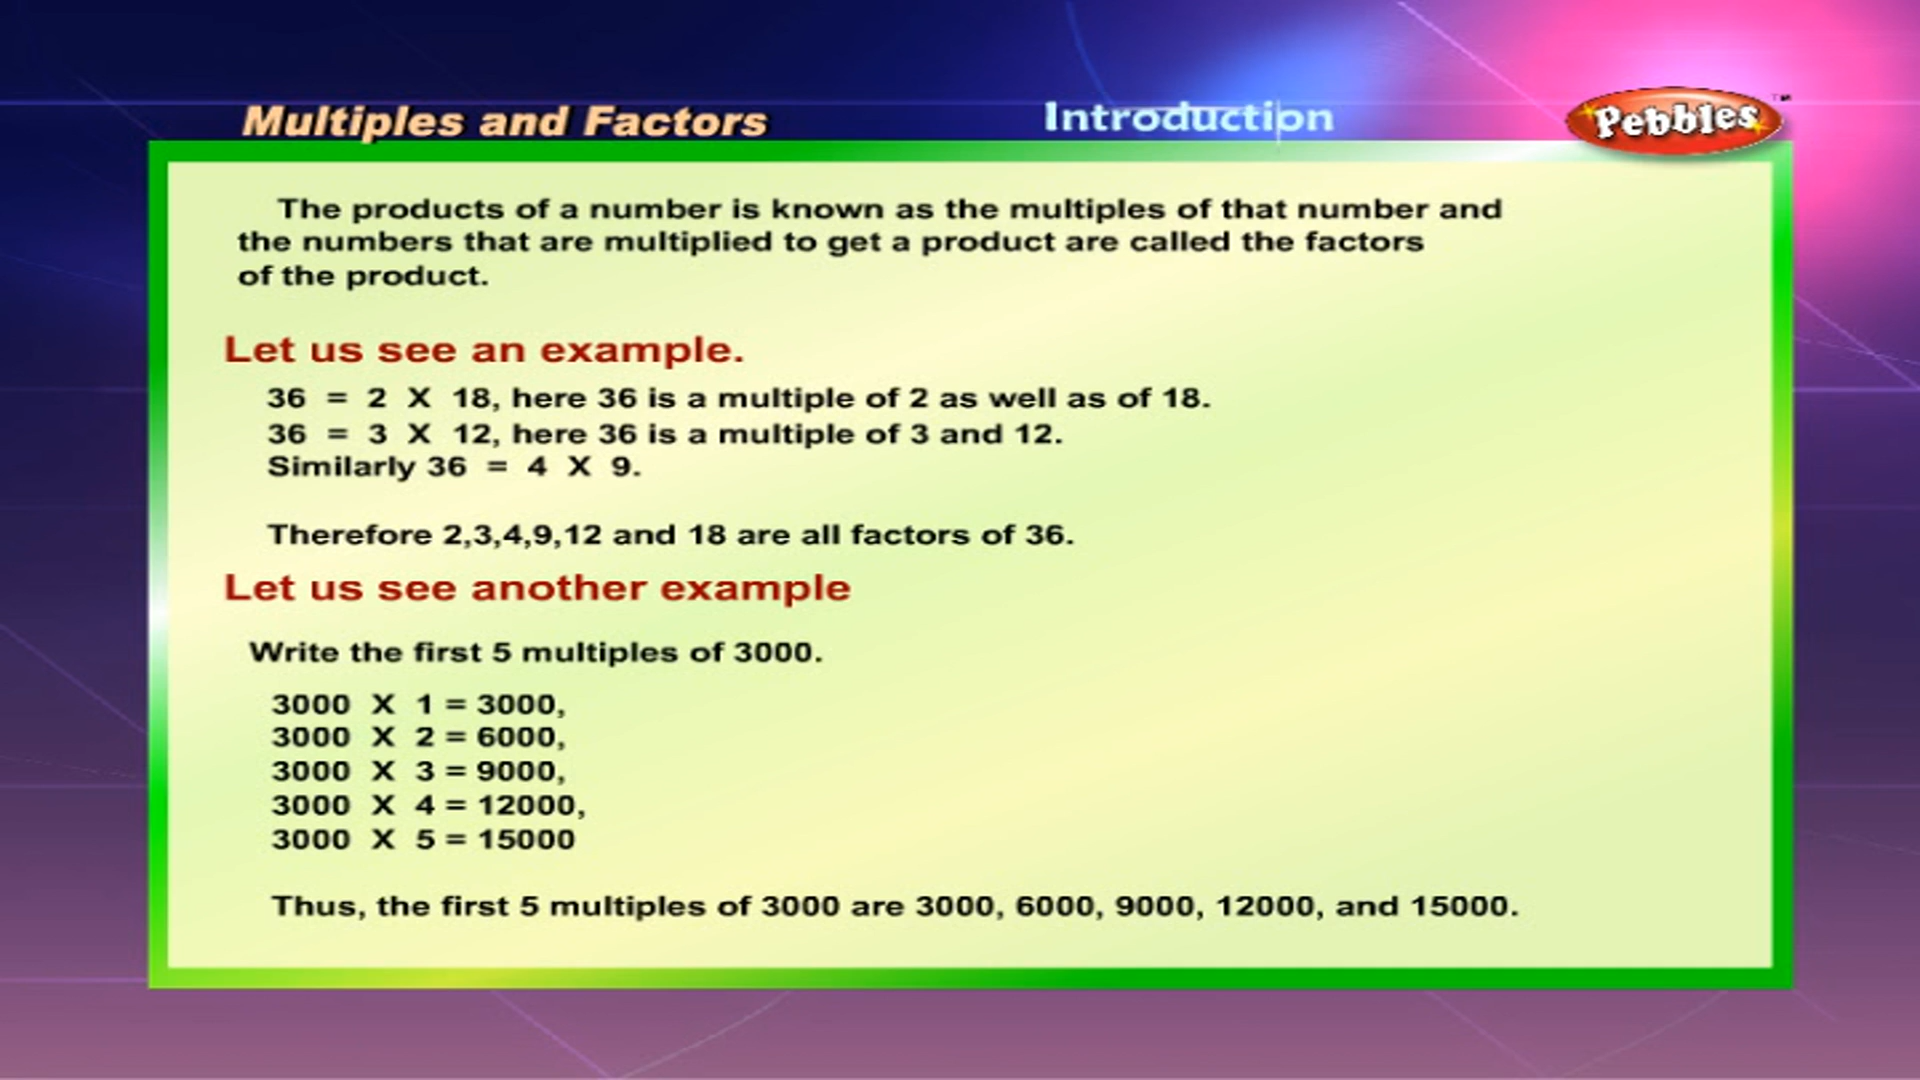 Multiples and Factors
Introduction
Pebbles™
The products of a number is known as the multiples of that number and
the numbers that are multiplied to get a product are called the factors
of the product.
Let us see an example.
36 = 2 X 18, here 36 is a multiple of 2 as well as of 18.
36 = 3 X 12, here 36 is a multiple of 3 and 12.
Similarly 36 = 4 X 9.
Therefore 2,3,4,9,12 and 18 are all factors of 36.
Let us see another example
Write the first 5 multiples of 3000.
3000 X 1 = 3000,
3000 X 2 = 6000,
3000 X 3 = 9000,
3000 X 4 = 12000,
3000 X 5 = 15000
Thus, the first 5 multiples of 3000 are 3000, 6000, 9000, 12000, and 15000.